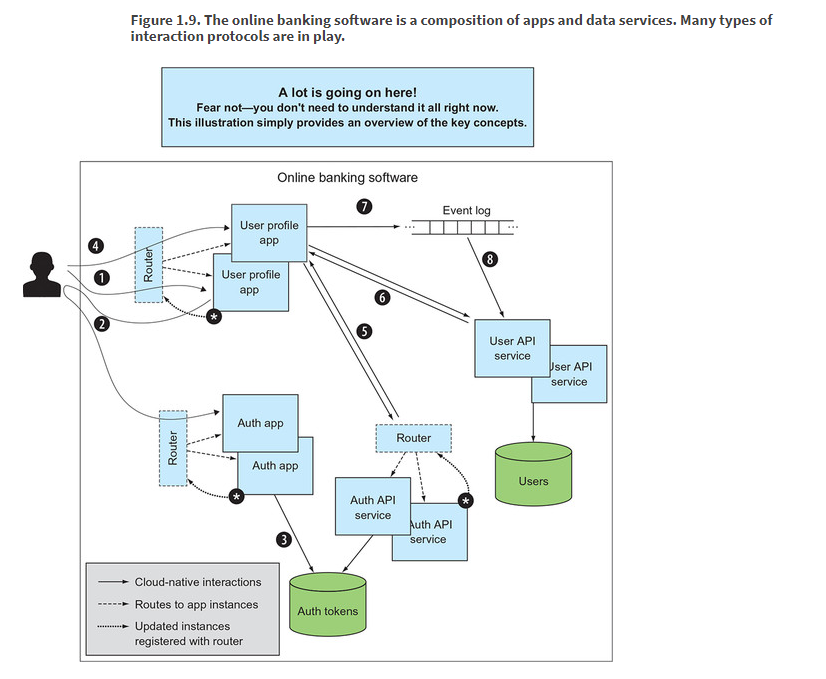 Figure 1.9. The online banking software is a composition of apps and data services. Many types of
interaction protocols are in play.
A lot is going on here!
Fear not—you don't need to understand it all right now.
This illustration simply provides an overview of the key concepts.
Online banking software
7
Event log
User profile
app
4
Router
8
1
User profile
app
6
*
2
5
User API
service
User API
service
Auth app
Router
Router
Auth app
Users
*
*
Auth API
service
Auth API
service
3
Cloud-native interactions
Routes to app instances
Auth tokens
Updated instances
registered with router